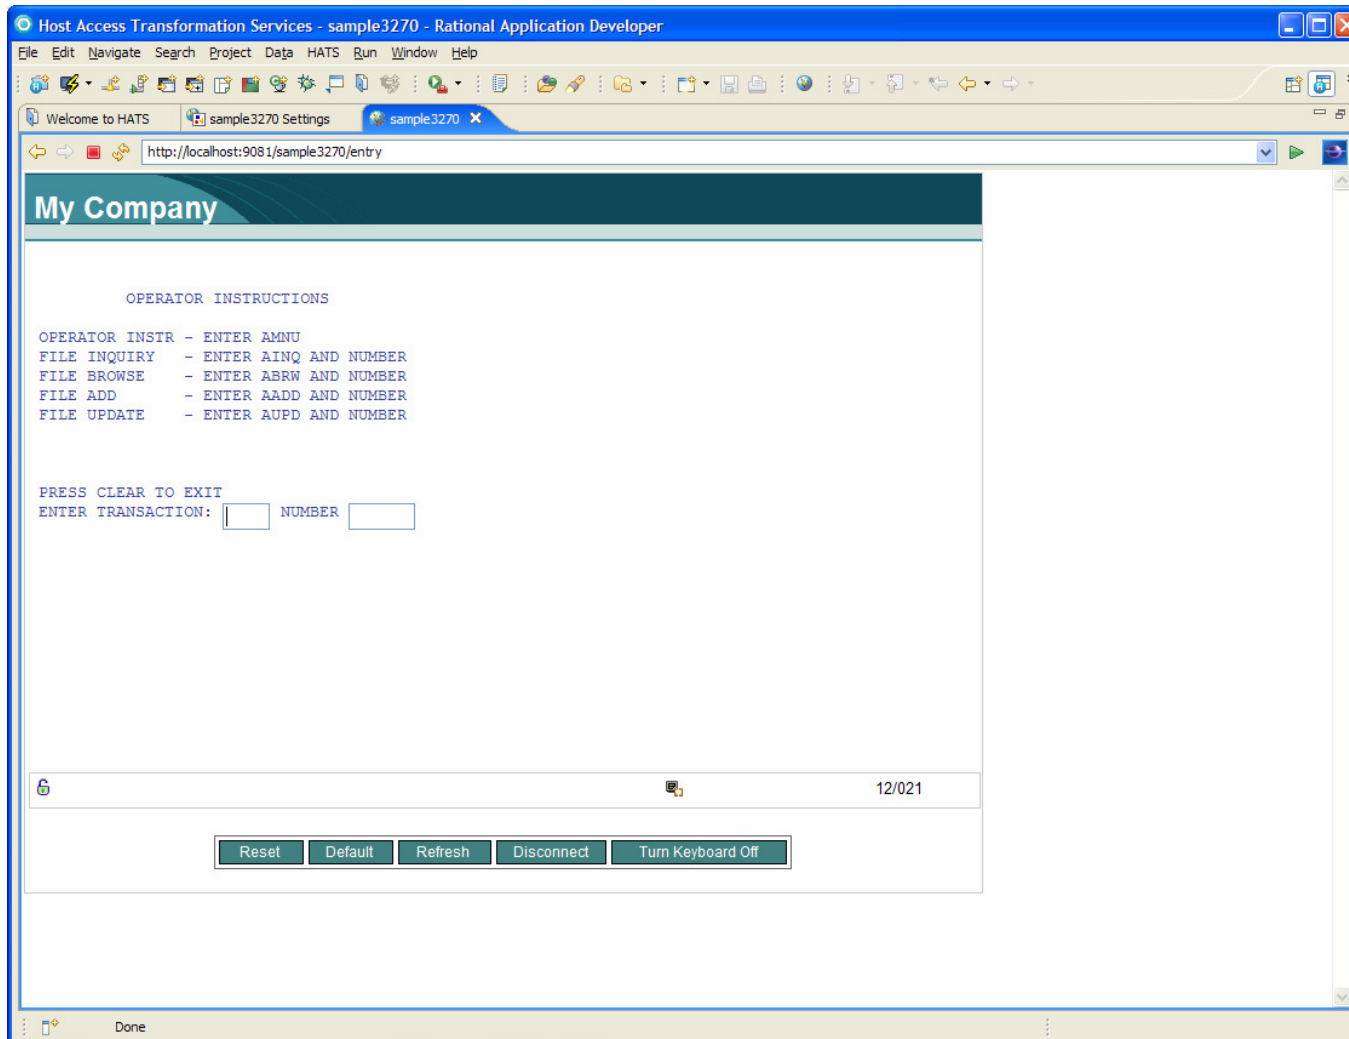 Host Access Transformation Services - sample3270 - Rational Application Developer
File Edit Navigate Search Project Data HATS Run Window Help
Welcome to HATS sample3270 Settings sample3270
http://localhost:9081/sample3270/entry
My Company
OPERATOR INSTRUCTIONS
OPERATOR INSTR - ENTER AMNU
FILE INQUIRY - ENTER AINQ AND NUMBER
FILE BROWSE - ENTER ABRW AND NUMBER
FILE ADD - ENTER AADD AND NUMBER
FILE UPDATE - ENTER AUPD AND NUMBER
PRESS CLEAR TO EXIT
ENTER TRANSACTION: NUMBER
12/021
Reset Default Refresh Disconnect Turn Keyboard Off
Done